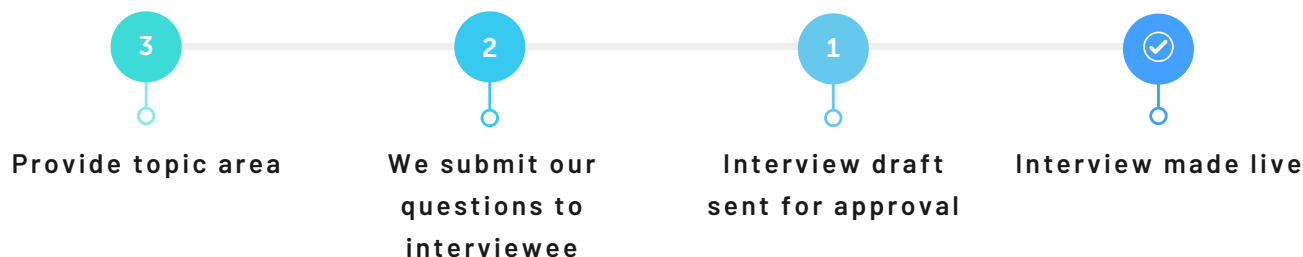 3
Provide topic area
2
We submit our
questions to
interviewee
1
Interview draft
sent for approval
Interview made live